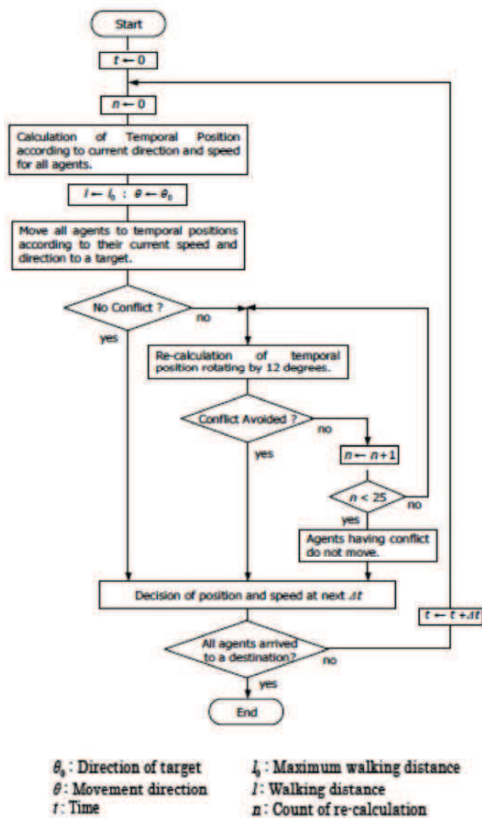 Start
t ← 0
n ← 0
Calculation of Temporal Position
according to current direction and speed
for all agents.
l ← l₀ : θ ← θ₀
Move all agents to temporal positions
according to their current speed and
direction to a target.
No Conflict ?
no
yes
Re-calculation of temporal
position rotating by 12 degrees.
Conflict Avoided ?
no
yes
n ← n+1
n < 25
no
yes
Agents having conflict
do not move.
Decision of position and speed at next Δt
t ← t+Δt
All agents arrived
to a destination?
no
yes
End
θ₀ : Direction of target
l₀ : Maximum walking distance
θ : Movement direction
l : Walking distance
t : Time
n : Count of re-calculation